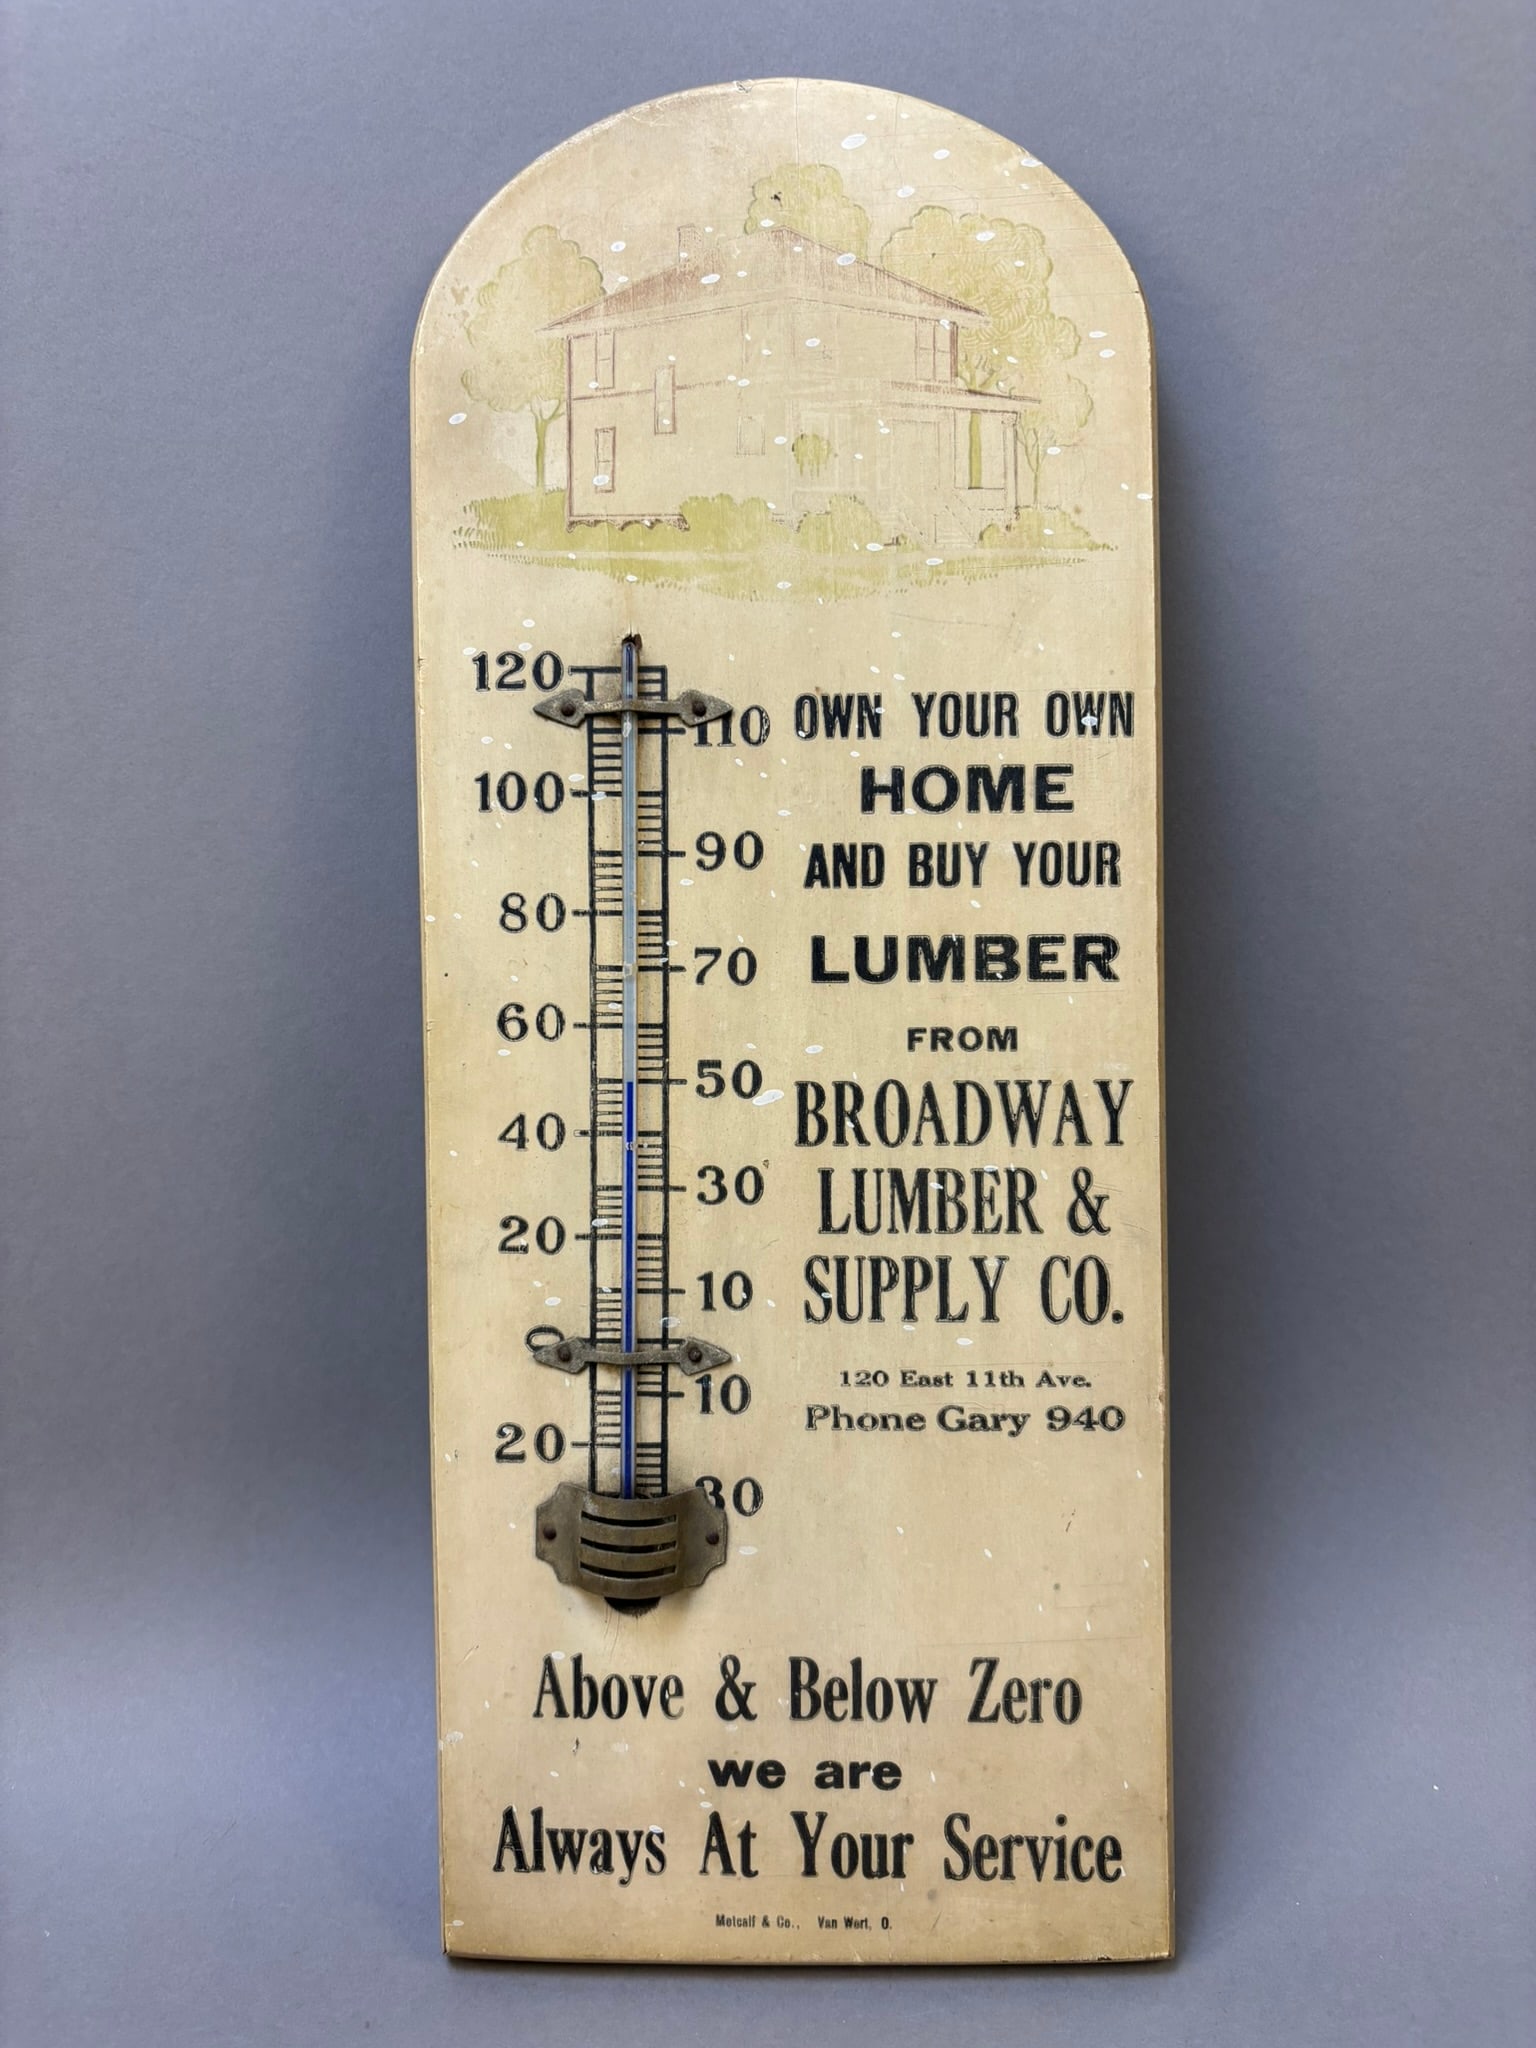 120
110
100
90
80
70
60
50
40
30
20
10
0
10
20
30
OWN YOUR OWN
HOME
AND BUY YOUR
LUMBER
FROM
BROADWAY
LUMBER &
SUPPLY CO.
120 East 11th Ave.
Phone Gary 940
Above & Below Zero
we are
Always At Your Service
Metcalf & Co., Van Wert, O.